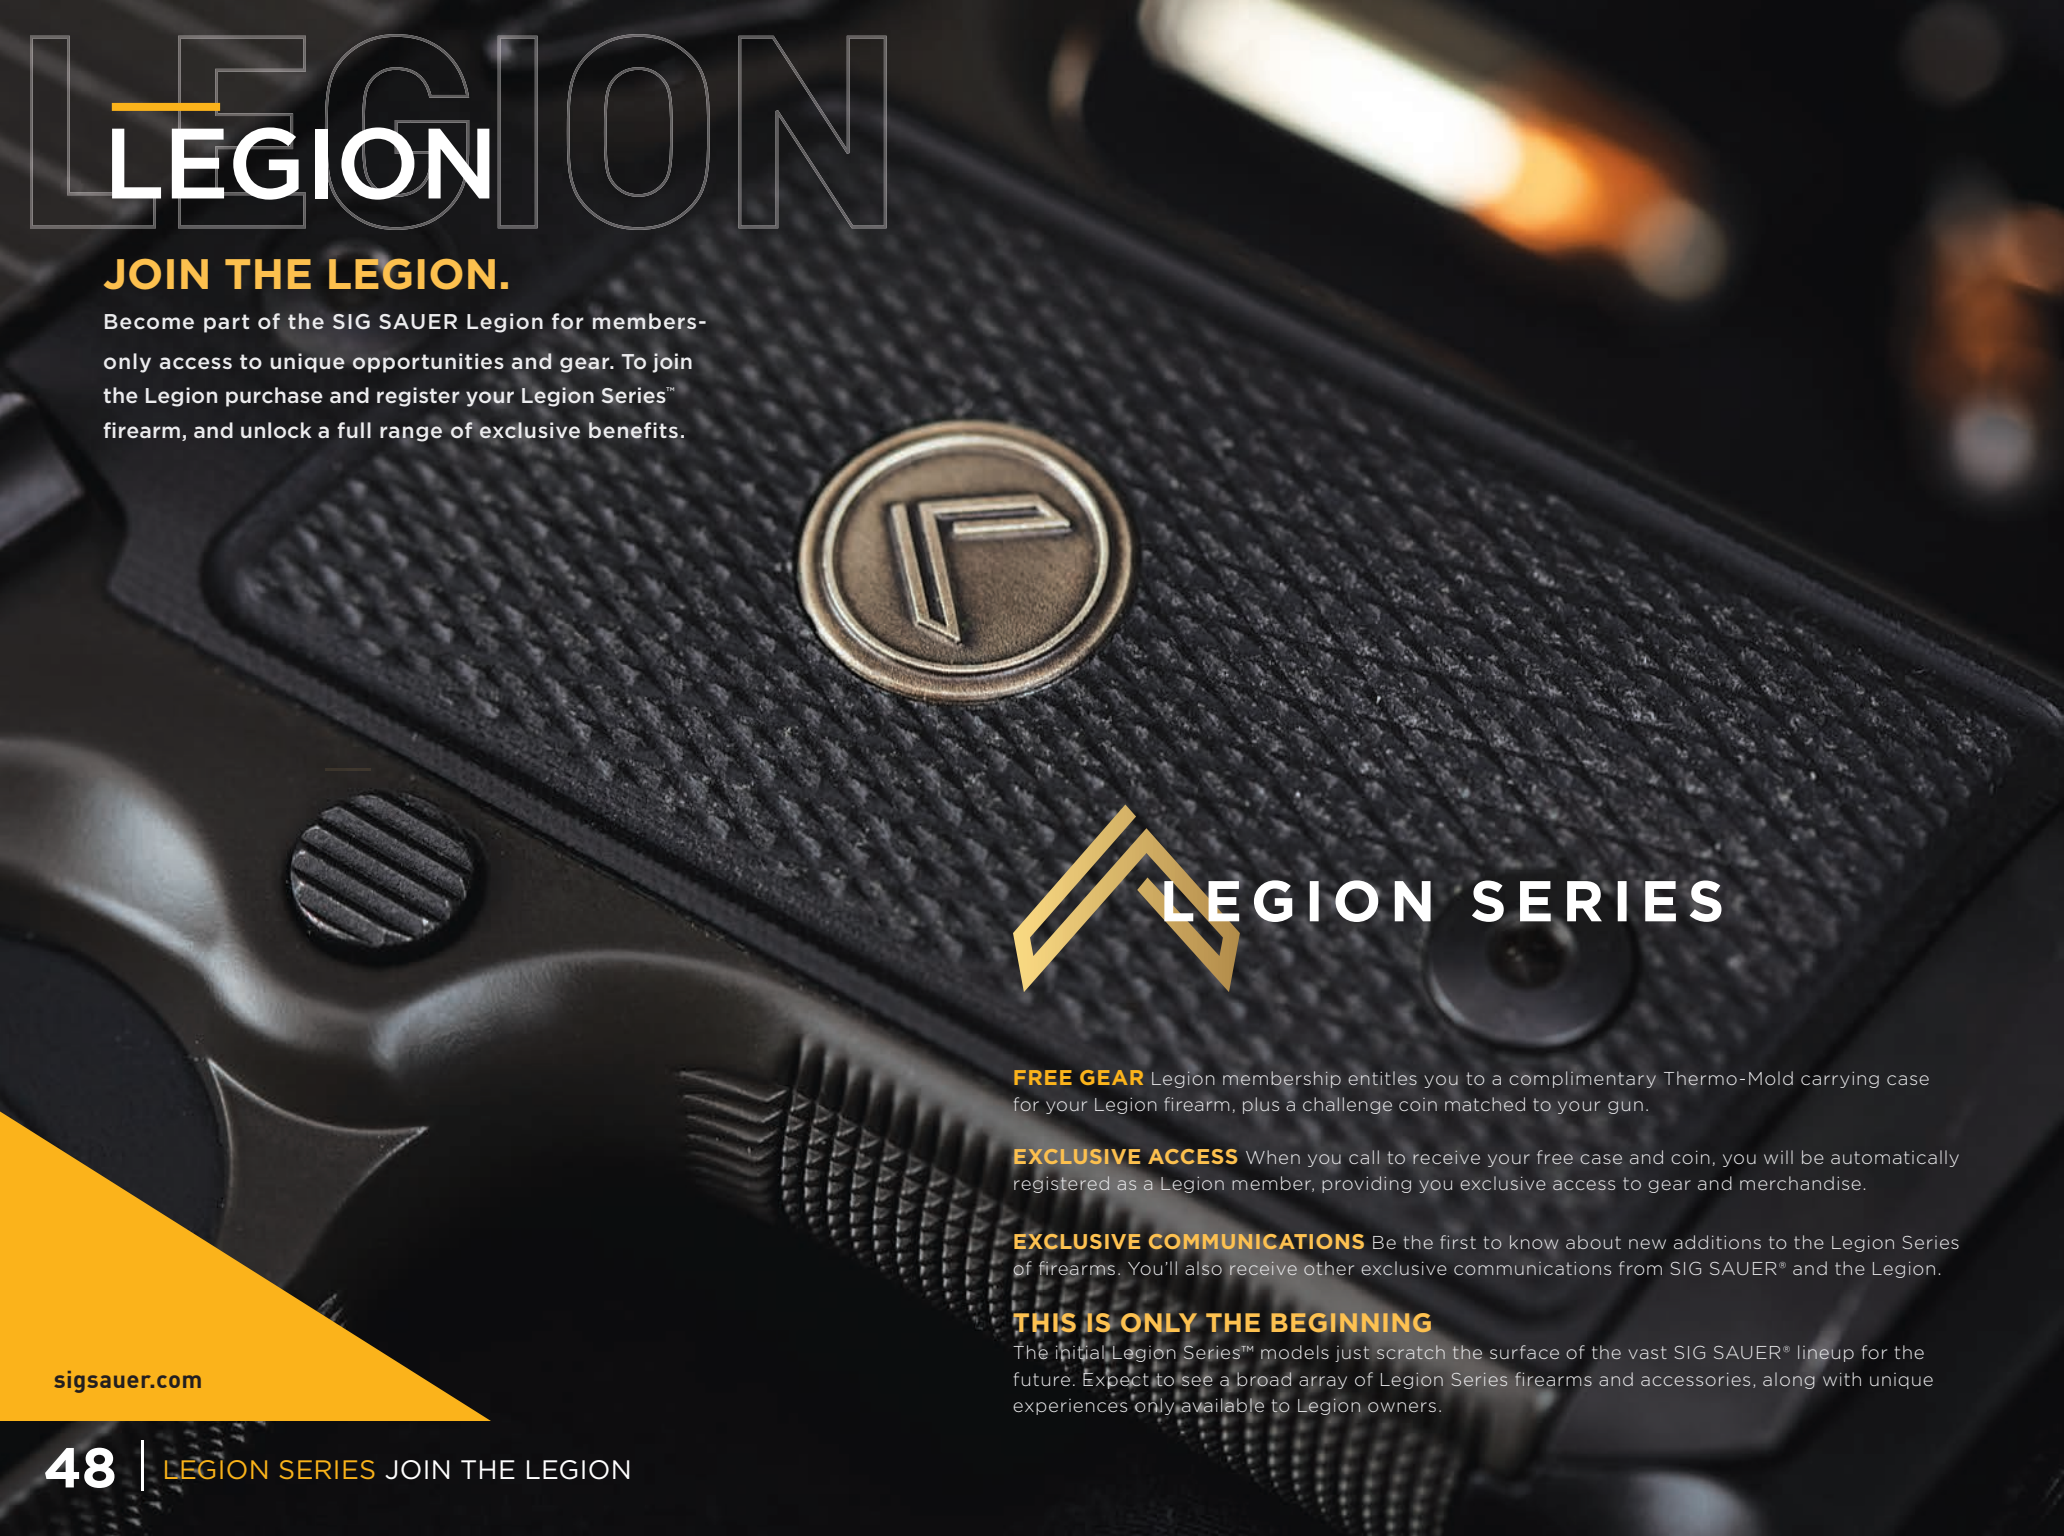 LEGION
LEGION
JOIN THE LEGION.
Become part of the SIG SAUER Legion for members-
only access to unique opportunities and gear. To join
the Legion purchase and register your Legion Series™
firearm, and unlock a full range of exclusive benefits.
LEGION SERIES
FREE GEAR Legion membership entitles you to a complimentary Thermo-Mold carrying case
for your Legion firearm, plus a challenge coin matched to your gun.
EXCLUSIVE ACCESS When you call to receive your free case and coin, you will be automatically
registered as a Legion member, providing you exclusive access to gear and merchandise.
EXCLUSIVE COMMUNICATIONS Be the first to know about new additions to the Legion Series
of firearms. You’ll also receive other exclusive communications from SIG SAUER® and the Legion.
THIS IS ONLY THE BEGINNING
The initial Legion Series™ models just scratch the surface of the vast SIG SAUER® lineup for the
future. Expect to see a broad array of Legion Series firearms and accessories, along with unique
experiences only available to Legion owners.
sigsauer.com
48 LEGION SERIES JOIN THE LEGION